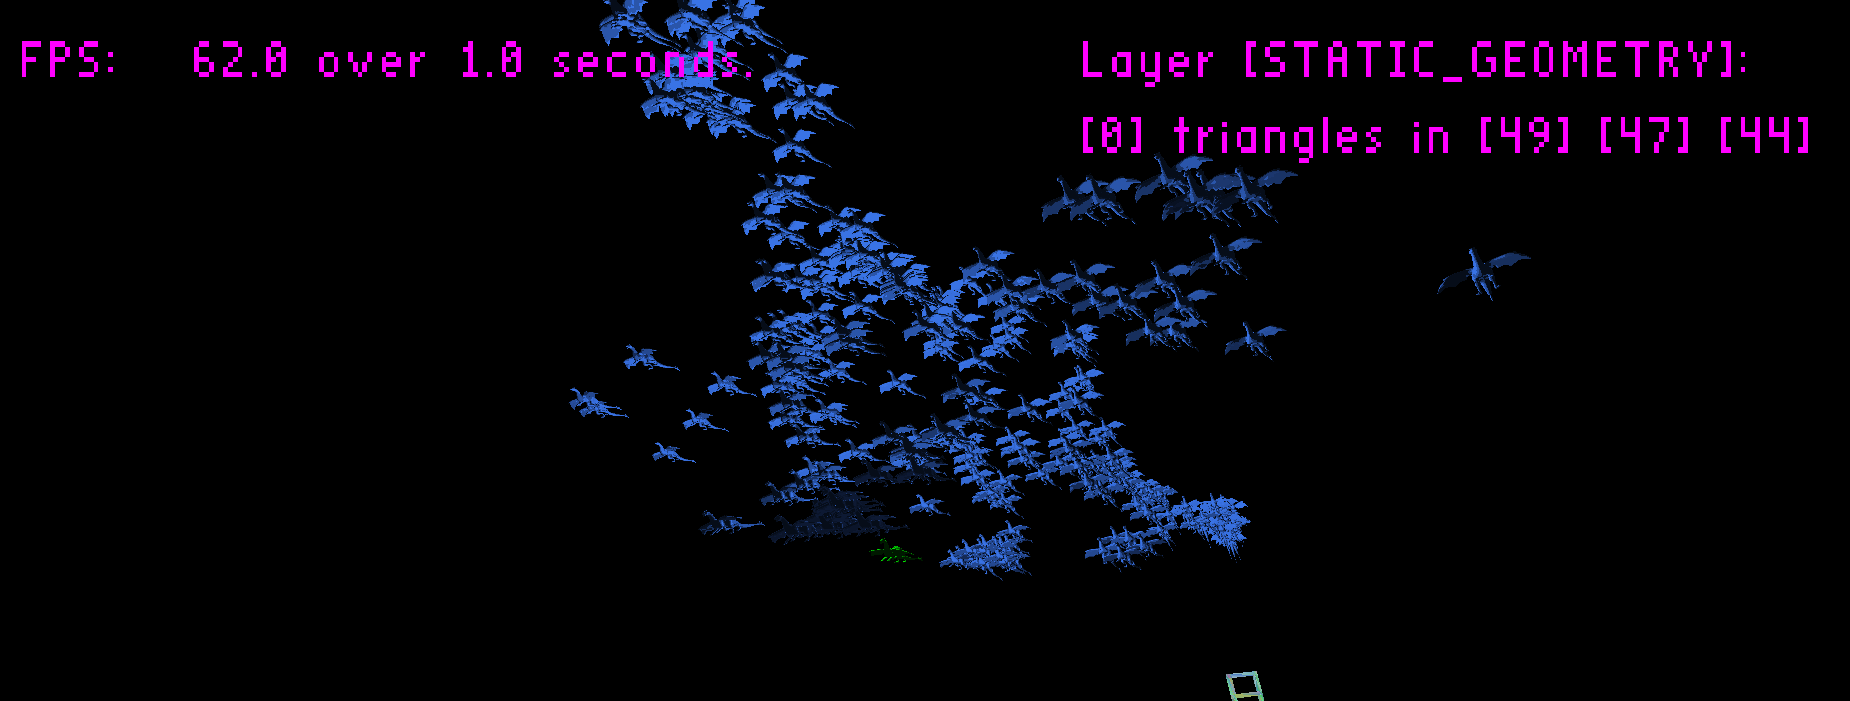 FPS:   62.0 over 1.0 seconds.
Layer [STATIC_GEOMETRY]:
[0] triangles in [49] [47] [44]